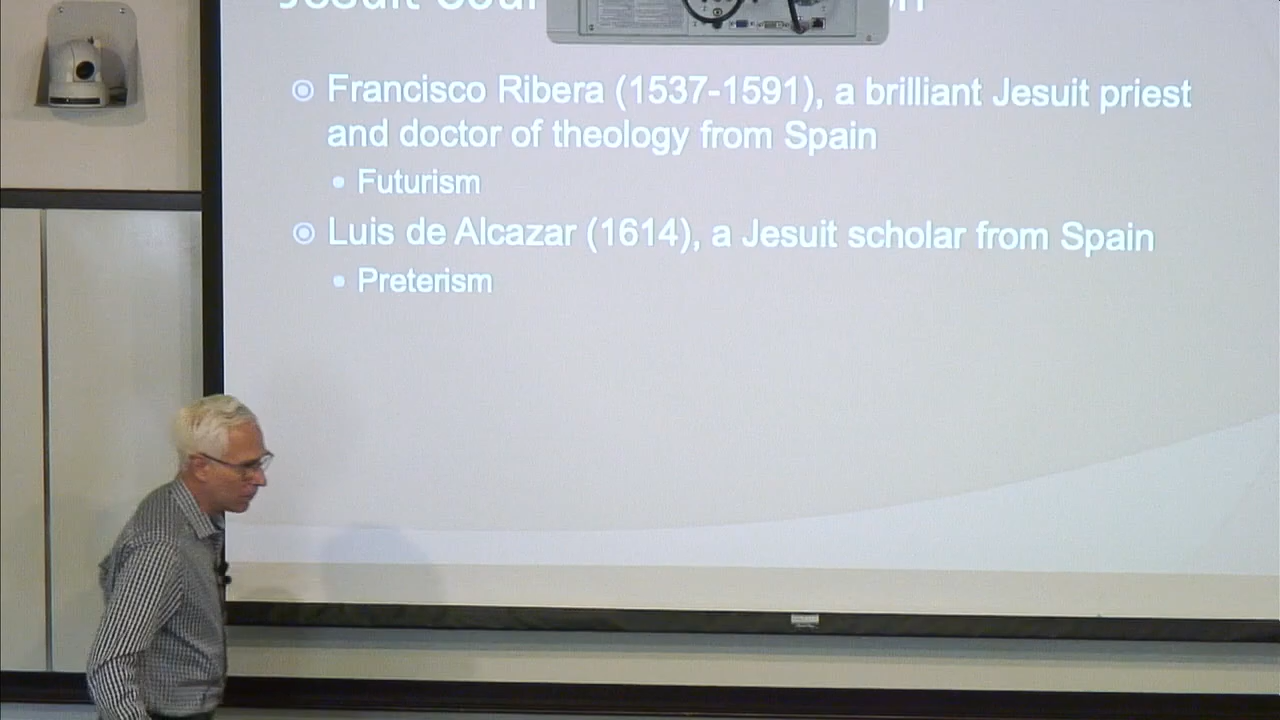 Jesuit
Francisco Ribera (1537-1591), a brilliant Jesuit priest
and doctor of theology from Spain
Futurism
Luis de Alcazar (1614), a Jesuit scholar from Spain
Preterism